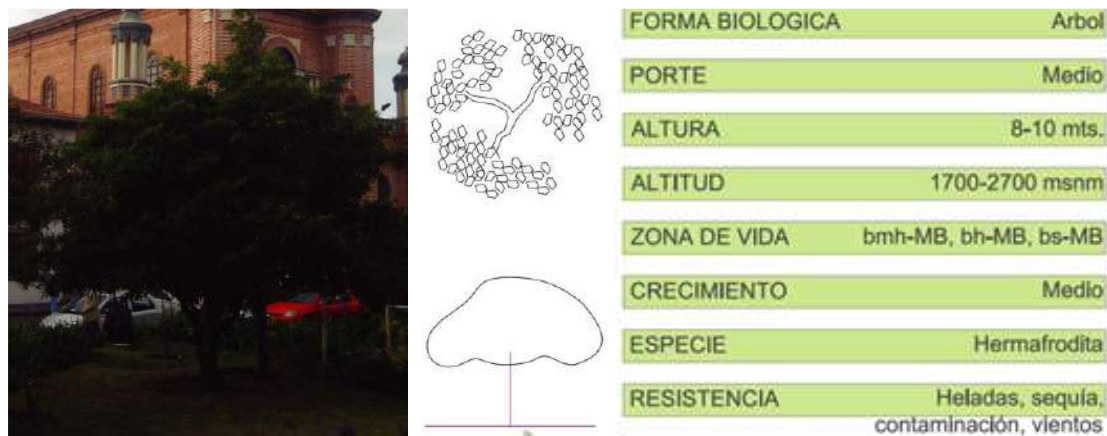 FORMA BIOLOGICA Arbol
PORTE Medio
ALTURA 8-10 mts.
ALTITUD 1700-2700 msnm
ZONA DE VIDA bmh-MB, bh-MB, bs-MB
CRECIMIENTO Medio
ESPECIE Hermafrodita
RESISTENCIA Heladas, sequía,
contaminación, vientos